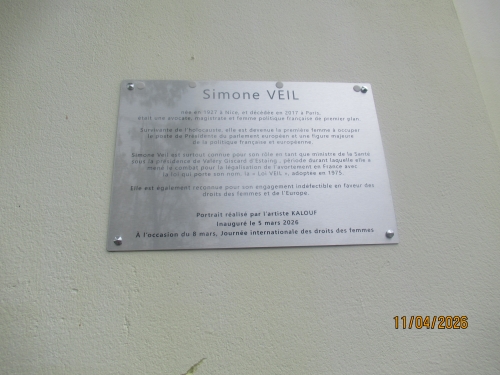 Simone VEIL
née en 1927 à Nice, et décédée en 2017 à Paris,
était une avocate, magistrate et femme politique française de premier plan.
Survivante de l'holocauste, elle est devenue la première femme à occuper
le poste de Présidente du parlement européen et une figure majeure
de la politique française et européenne.
Simone Veil est surtout connue pour son rôle en tant que ministre de la Santé
sous la présidence de Valéry Giscard d'Estaing, période durant laquelle elle a
mené le combat pour la légalisation de l'avortement en France avec
la loi qui porte son nom, la « Loi VEIL », adoptée en 1975.
Elle est également reconnue pour son engagement indéfectible en faveur des
droits des femmes et de l'Europe.
Portrait réalisé par l'artiste KALOUF
Inauguré le 5 mars 2026
À l'occasion du 8 mars, Journée internationale des droits des femmes
11/04/2026